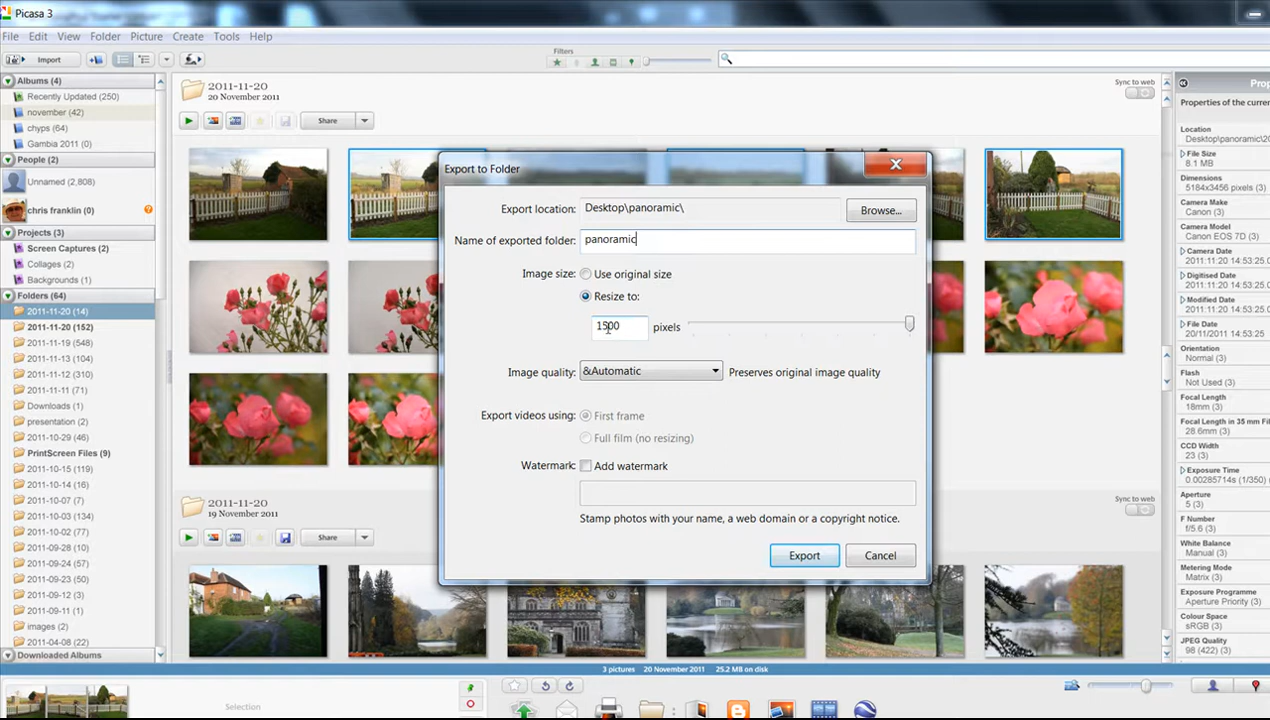 Picasa 3
File Edit View Folder Picture Create Tools Help
Import
Filters
Albums (4)
Recently Updated (250)
november (42)
chyps (64)
Gambia 2011 (0)
People (2)
Unnamed (2,808)
chris franklin (0)
Projects (3)
Screen Captures (2)
Collages (2)
Backgrounds (1)
Folders (64)
2011-11-20 (14)
2011-11-20 (152)
2011-11-19 (548)
2011-11-13 (104)
2011-11-12 (310)
2011-11-11 (71)
Downloads (1)
presentation (2)
2011-10-29 (46)
PrintScreen Files (9)
2011-10-15 (119)
2011-10-14 (16)
2011-10-07 (7)
2011-10-03 (134)
2011-10-02 (77)
2011-09-28 (10)
2011-09-24 (57)
2011-09-23 (50)
2011-09-12 (3)
2011-09-11 (1)
images (2)
2011-04-08 (22)
Downloaded Albums
2011-11-20
20 November 2011
Sync to web
Share
Export to Folder
Export location: Desktop\panoramic\
Browse...
Name of exported folder: panoramic
Image size: Use original size
Resize to:
1500 pixels
Image quality: &Automatic Preserves original image quality
Export videos using: First frame
Full film (no resizing)
Watermark: Add watermark
Stamp photos with your name, a web domain or a copyright notice.
Export Cancel
2011-11-20
19 November 2011
Sync to web
Share
3 pictures 20 November 2011 25.2 MB on disk
Selection
Properties of the curren
Location
Desktop\panoramic\20
File Size
8.1 MB
Dimensions
5184x3456 pixels (3)
Camera Make
Canon (3)
Camera Model
Canon EOS 7D (3)
Camera Date
2011:11:20 14:53:25
Digitised Date
2011:11:20 14:53:25
Modified Date
2011:11:20 14:53:25
File Date
20/11/2011 14:53:25
Orientation
Normal (3)
Flash
Not Used (3)
Focal Length
18mm (3)
Focal Length in 35 mm Fil
28.6mm (3)
CCD Width
23 (3)
Exposure Time
0.00285714s (1/350) (
Aperture
5 (3)
F Number
f/5.6 (3)
White Balance
Manual (3)
Metering Mode
Matrix (3)
Exposure Programme
Aperture Priority (3)
Colour Space
sRGB (3)
JPEG Quality
98 (422) (3)